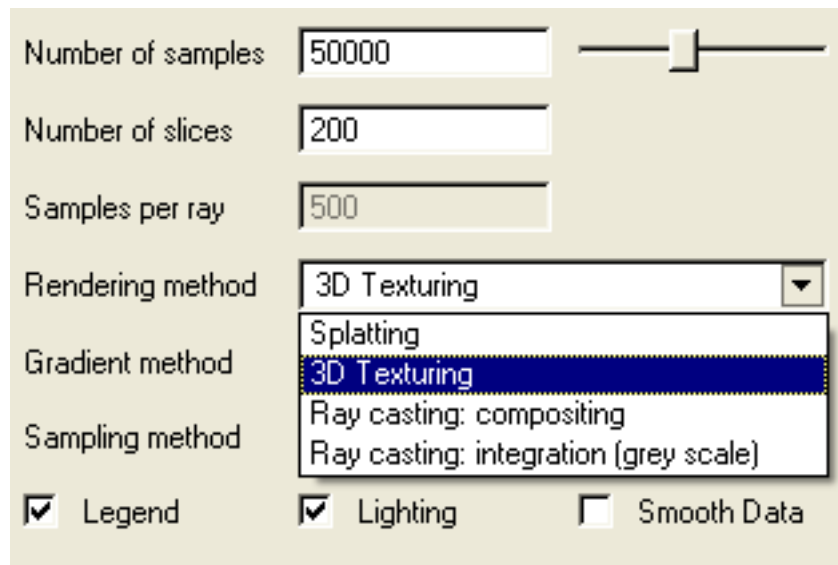 Number of samples 50000
Number of slices 200
Samples per ray 500
Rendering method 3D Texturing
Splatting
Gradient method
3D Texturing
Ray casting: compositing
Sampling method
Ray casting: integration (grey scale)
Legend Lighting Smooth Data